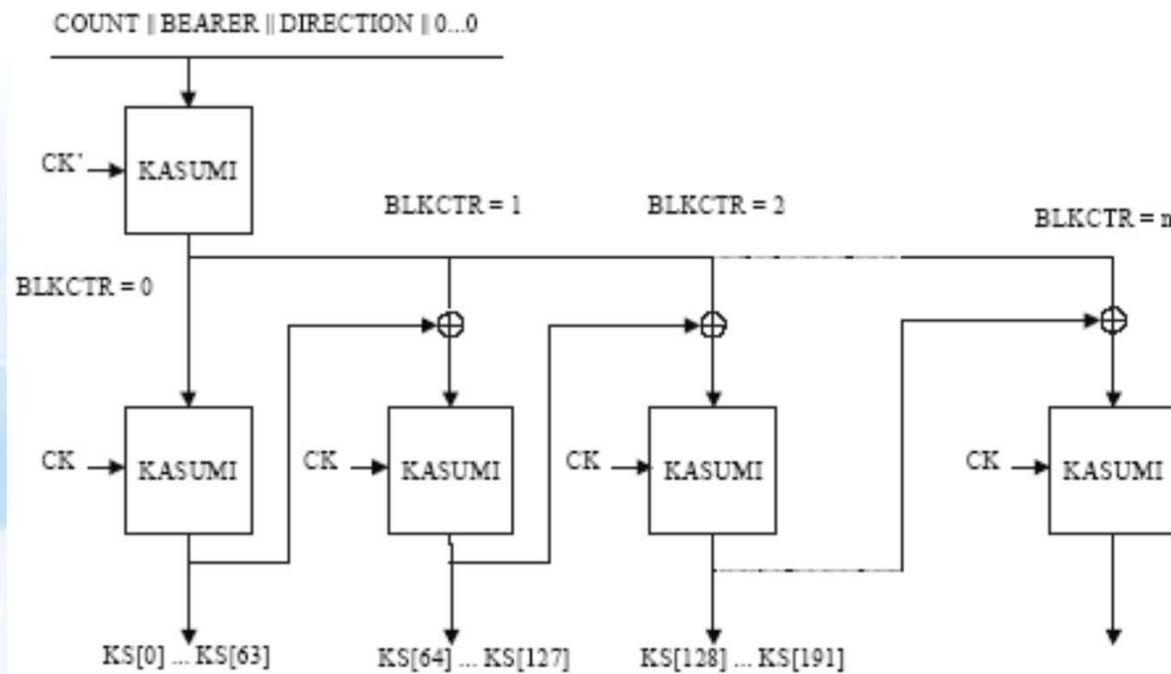 COUNT || BEARER || DIRECTION || 0...0
CK'
KASUMI
BLKCTR = 1
BLKCTR = 2
BLKCTR = n
BLKCTR = 0
CK
KASUMI
CK
KASUMI
CK
KASUMI
CK
KASUMI
KS[0] ... KS[63]
KS[64] ... KS[127]
KS[128] ... KS[191]